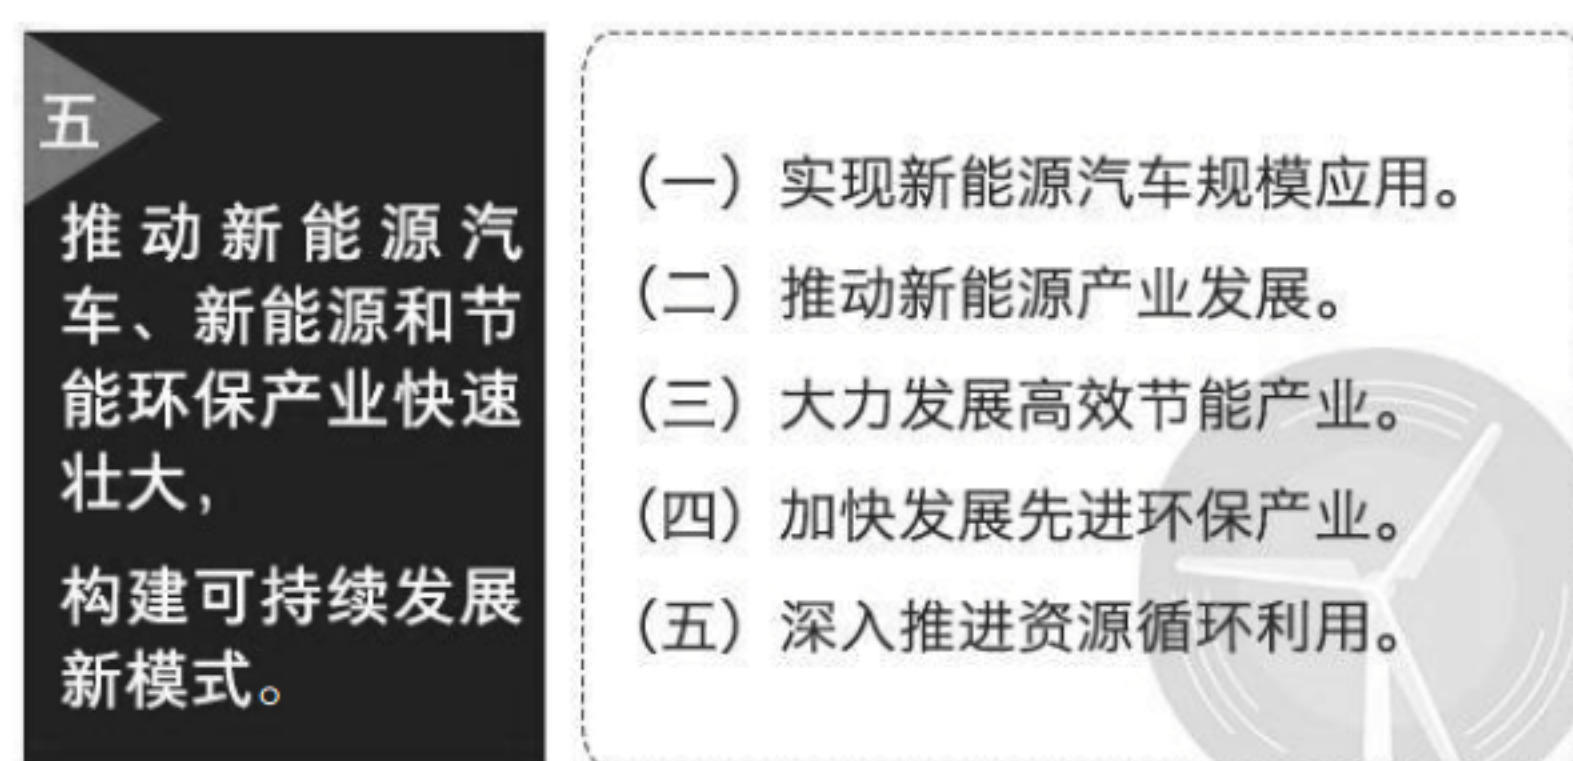 五
推动新能源汽
车、新能源和节
能环保产业快速
壮大，
构建可持续发展
新模式。
（一）实现新能源汽车规模应用。
（二）推动新能源产业发展。
（三）大力发展高效节能产业。
（四）加快发展先进环保产业。
（五）深入推进资源循环利用。